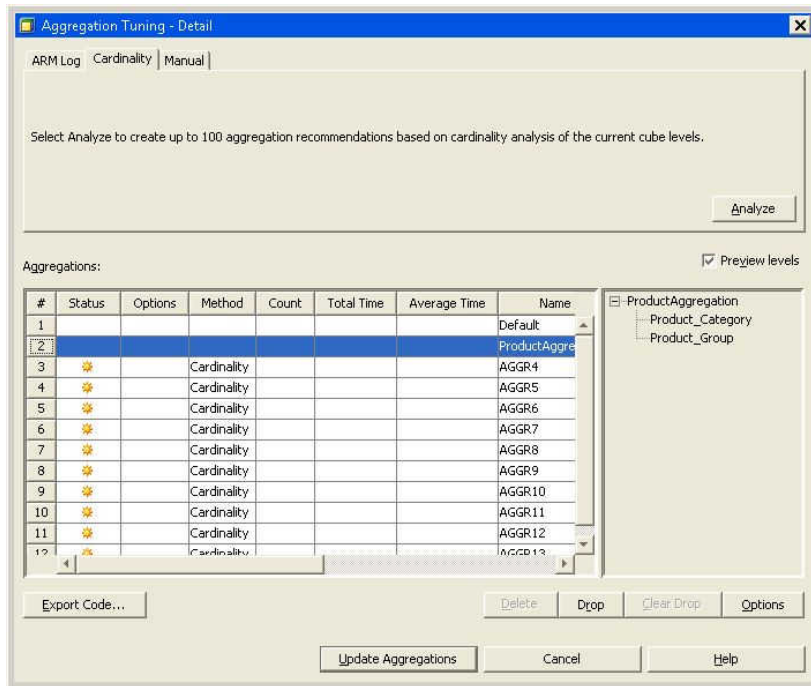 Aggregation Tuning - Detail
ARM Log Cardinality Manual
Select Analyze to create up to 100 aggregation recommendations based on cardinality analysis of the current cube levels.
Analyze
Aggregations:
Preview levels
# Status Options Method Count Total Time Average Time Name
1 Default
2 ProductAggre
3 Cardinality AGGR4
4 Cardinality AGGR5
5 Cardinality AGGR6
6 Cardinality AGGR7
7 Cardinality AGGR8
8 Cardinality AGGR9
9 Cardinality AGGR10
10 Cardinality AGGR11
11 Cardinality AGGR12
12 Cardinality AGGR13
ProductAggregation
Product_Category
Product_Group
Export Code... Delete Drop Clear Drop Options
Update Aggregations Cancel Help